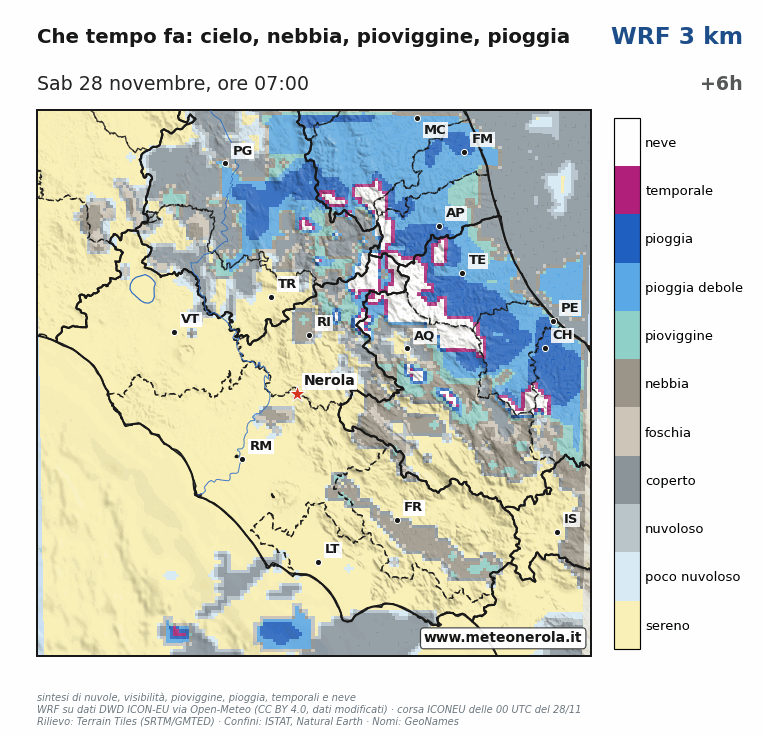 Che tempo fa: cielo, nebbia, pioviggine, pioggia
WRF 3 km
Sab 28 novembre, ore 07:00
+6h
MC
FM
PG
AP
TE
TR
PE
VT
RI
AQ
CH
Nerola
RM
FR
IS
LT
www.meteonerola.it
neve
temporale
pioggia
pioggia debole
pioviggine
nebbia
foschia
coperto
nuvoloso
poco nuvoloso
sereno
sintesi di nuvole, visibilità, pioviggine, pioggia, temporali e neve
WRF su dati DWD ICON-EU via Open-Meteo (CC BY 4.0, dati modificati) · corsa ICONEU delle 00 UTC del 28/11
Rilievo: Terrain Tiles (SRTM/GMTED) · Confini: ISTAT, Natural Earth · Nomi: GeoNames